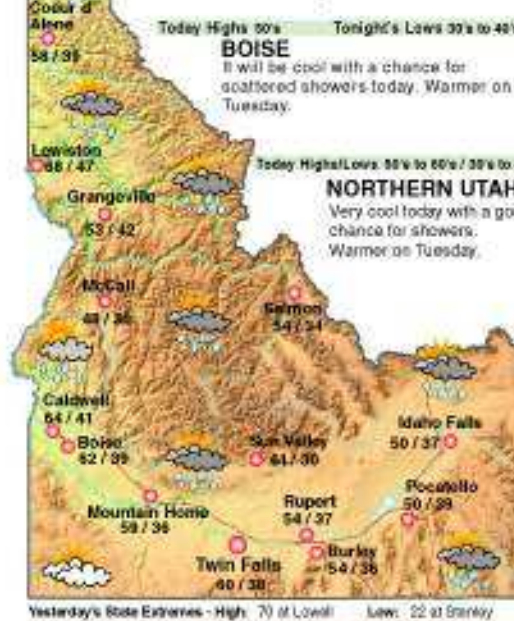 Coeur d'
Alene
58 / 39
Today Highs 50's Tonight's Lows 30's to 40's
BOISE
It will be cool with a chance for
scattered showers today. Warmer on
Tuesday.
Lewiston
68 / 47
Today Highs/Lows 50's to 60's / 30's to
NORTHERN UTAH
Very cool today with a
chance for showers.
Warmer on Tuesday.
Grangeville
53 / 42
McCall
Salmon
54 / 34
Caldwell
64 / 41
Boise
62 / 39
Sun Valley
Idaho Falls
50 / 37
Pocatello
50 / 39
Mountain Home
59 / 36
Rupert
54 / 37
Burley
54 / 36
Twin Falls
60 / 38
Yesterday's State Extremes - High: 70 at Lowell Low: 22 at Stanley